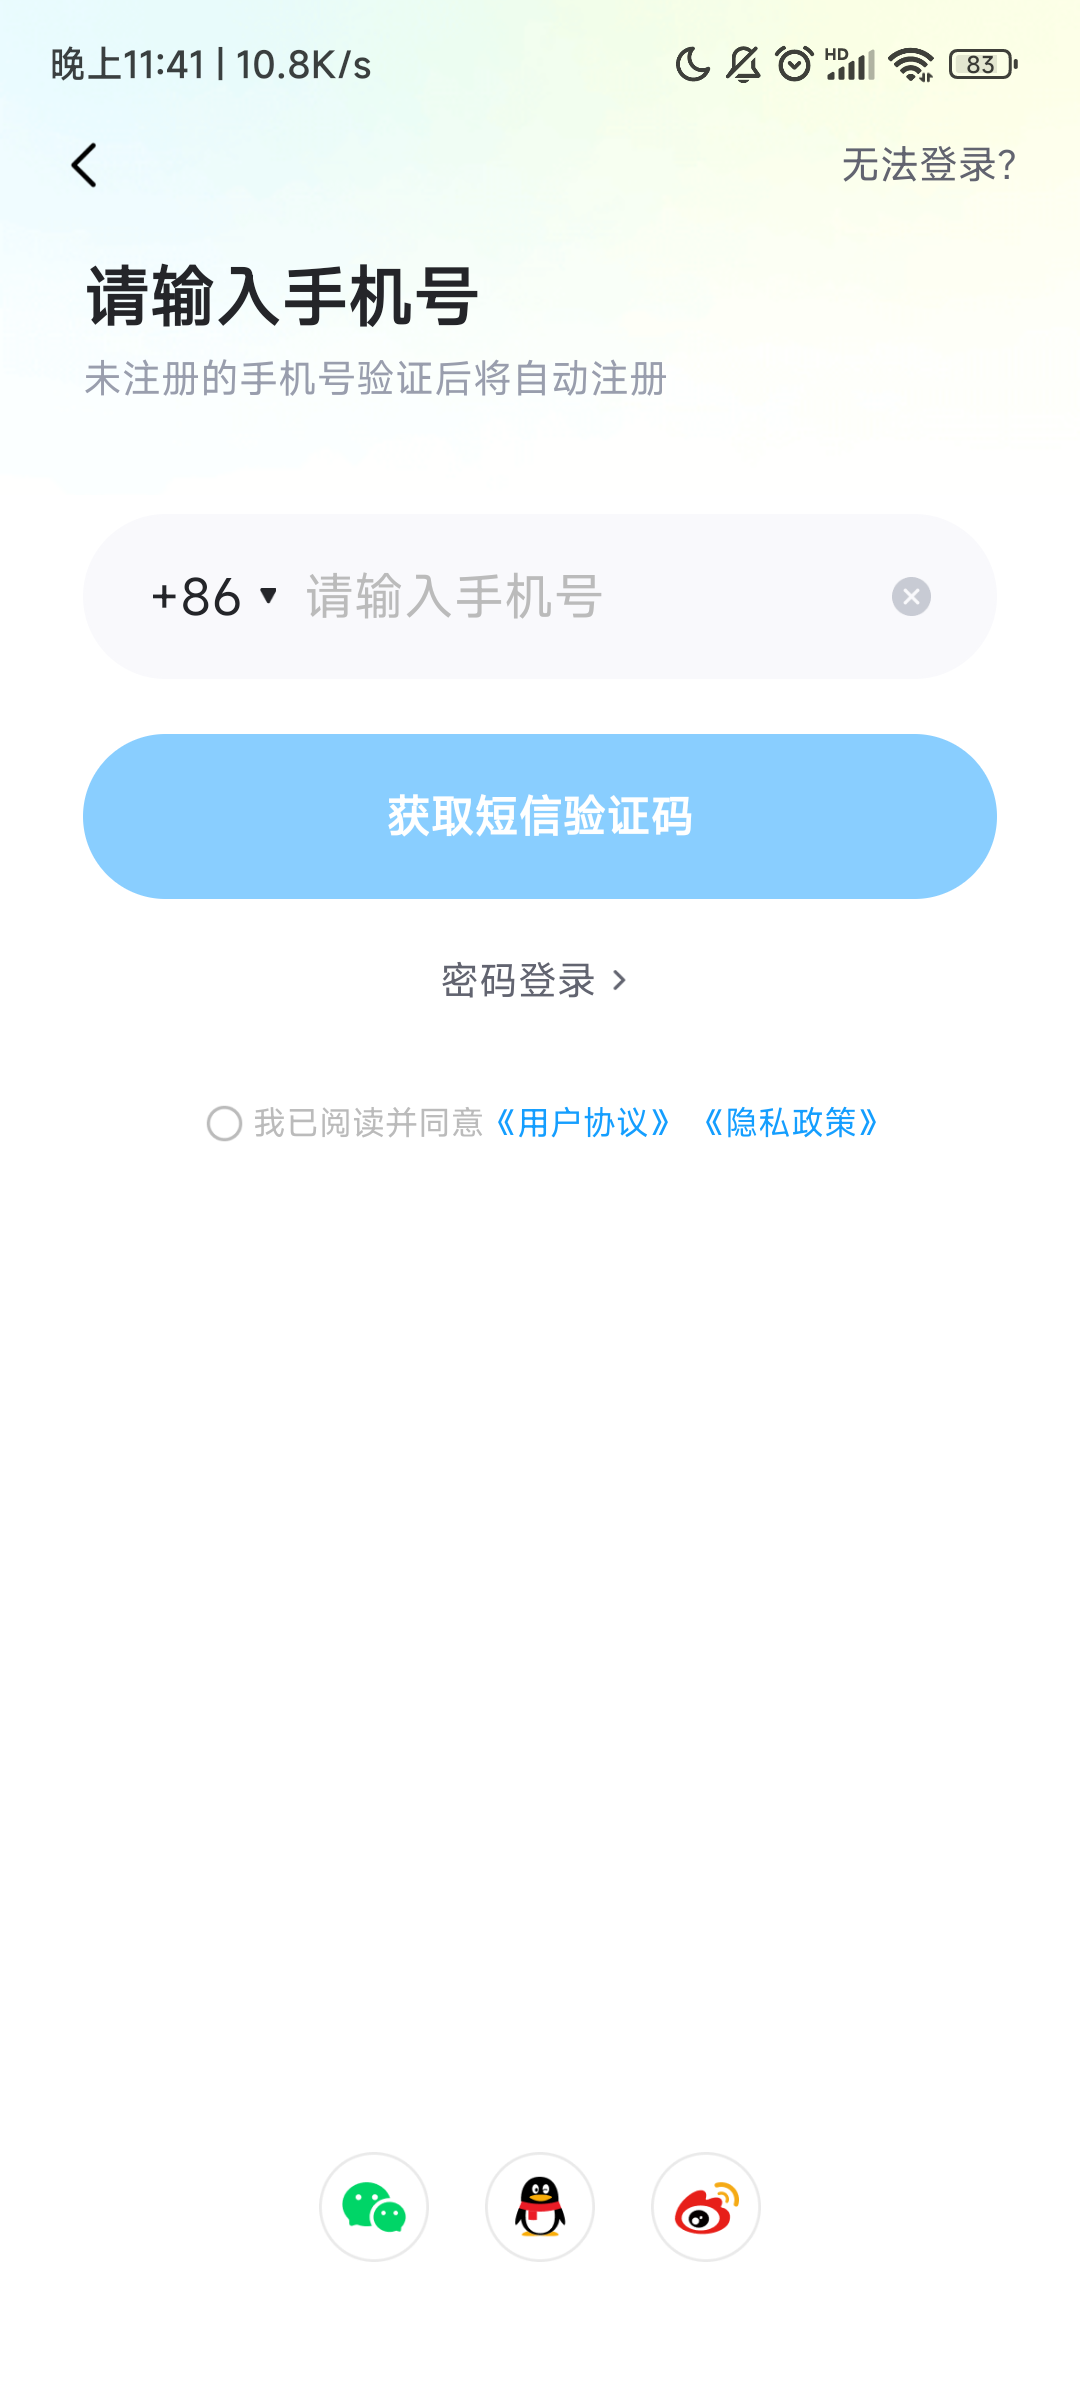 晚上11:41 | 10.8K/s HD 83
无法登录?
请输入手机号
未注册的手机号验证后将自动注册
+86 请输入手机号
获取短信验证码
密码登录
我已阅读并同意《用户协议》 《隐私政策》